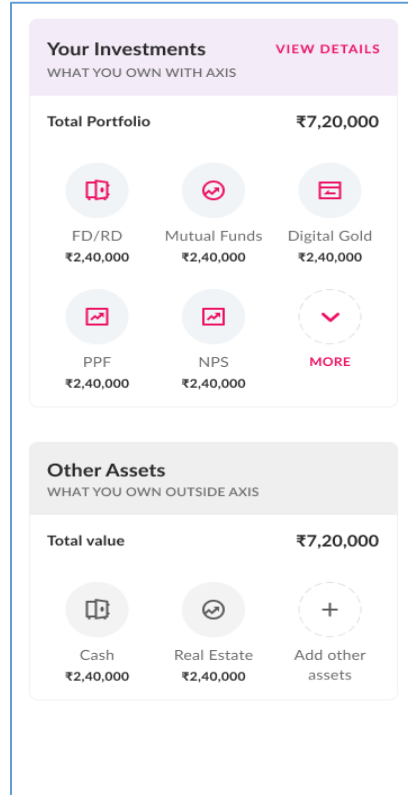 Your Investments VIEW DETAILS
WHAT YOU OWN WITH AXIS
Total Portfolio ₹7,20,000
FD/RD Mutual Funds Digital Gold
₹2,40,000 ₹2,40,000 ₹2,40,000
PPF NPS MORE
₹2,40,000 ₹2,40,000
Other Assets
WHAT YOU OWN OUTSIDE AXIS
Total value ₹7,20,000
Cash Real Estate Add other
₹2,40,000 ₹2,40,000 assets